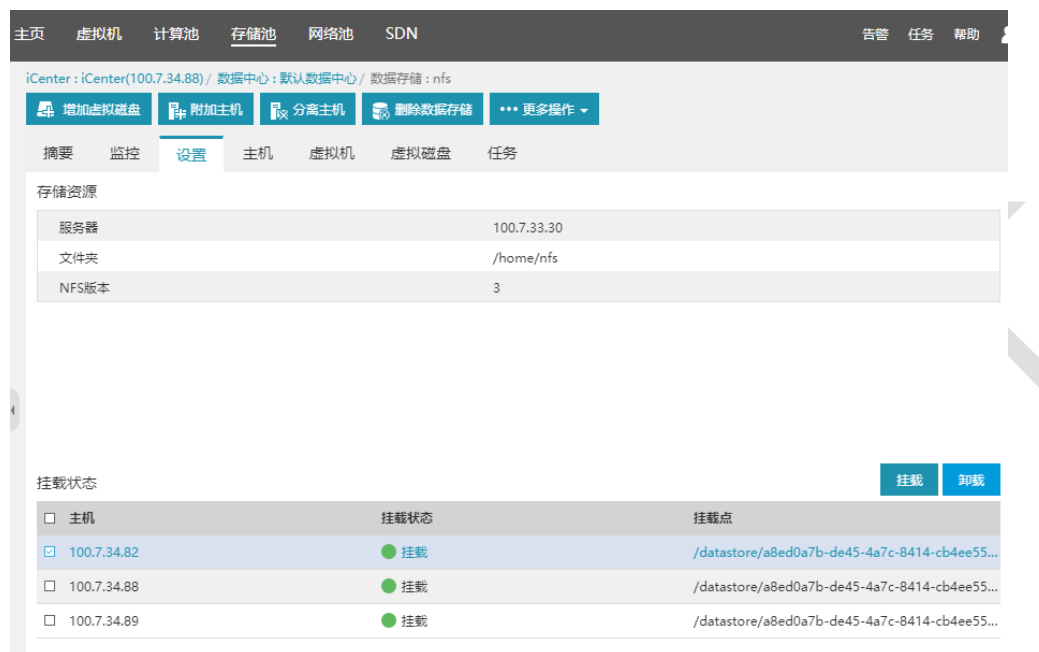 主页 虚拟机 计算池 存储池 网络池 SDN 告警 任务 帮助
iCenter : iCenter(100.7.34.88) / 数据中心 : 默认数据中心 / 数据存储 : nfs
增加虚拟磁盘 附加主机 分离主机 删除数据存储 ••• 更多操作
摘要 监控 设置 主机 虚拟机 虚拟磁盘 任务
存储资源
服务器 100.7.33.30
文件夹 /home/nfs
NFS版本 3
挂载状态 挂载 卸载
主机 挂载状态 挂载点
100.7.34.82 挂载 /datastore/a8ed0a7b-de45-4a7c-8414-cb4ee55...
100.7.34.88 挂载 /datastore/a8ed0a7b-de45-4a7c-8414-cb4ee55...
100.7.34.89 挂载 /datastore/a8ed0a7b-de45-4a7c-8414-cb4ee55...